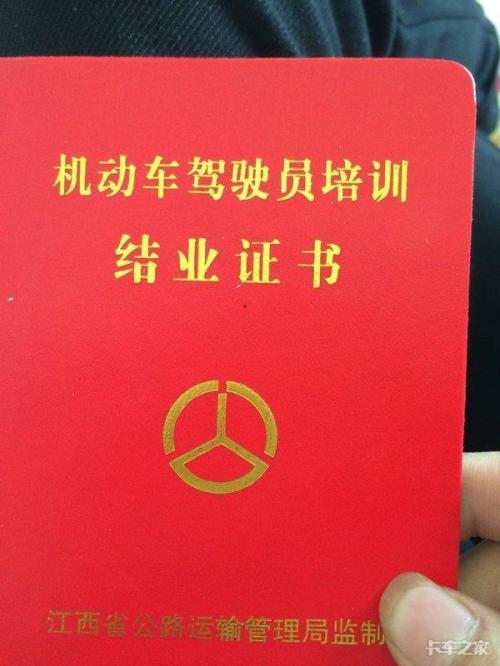 机动车驾驶员培训
结业证书
江西省公路运输管理局监制
卡车之家